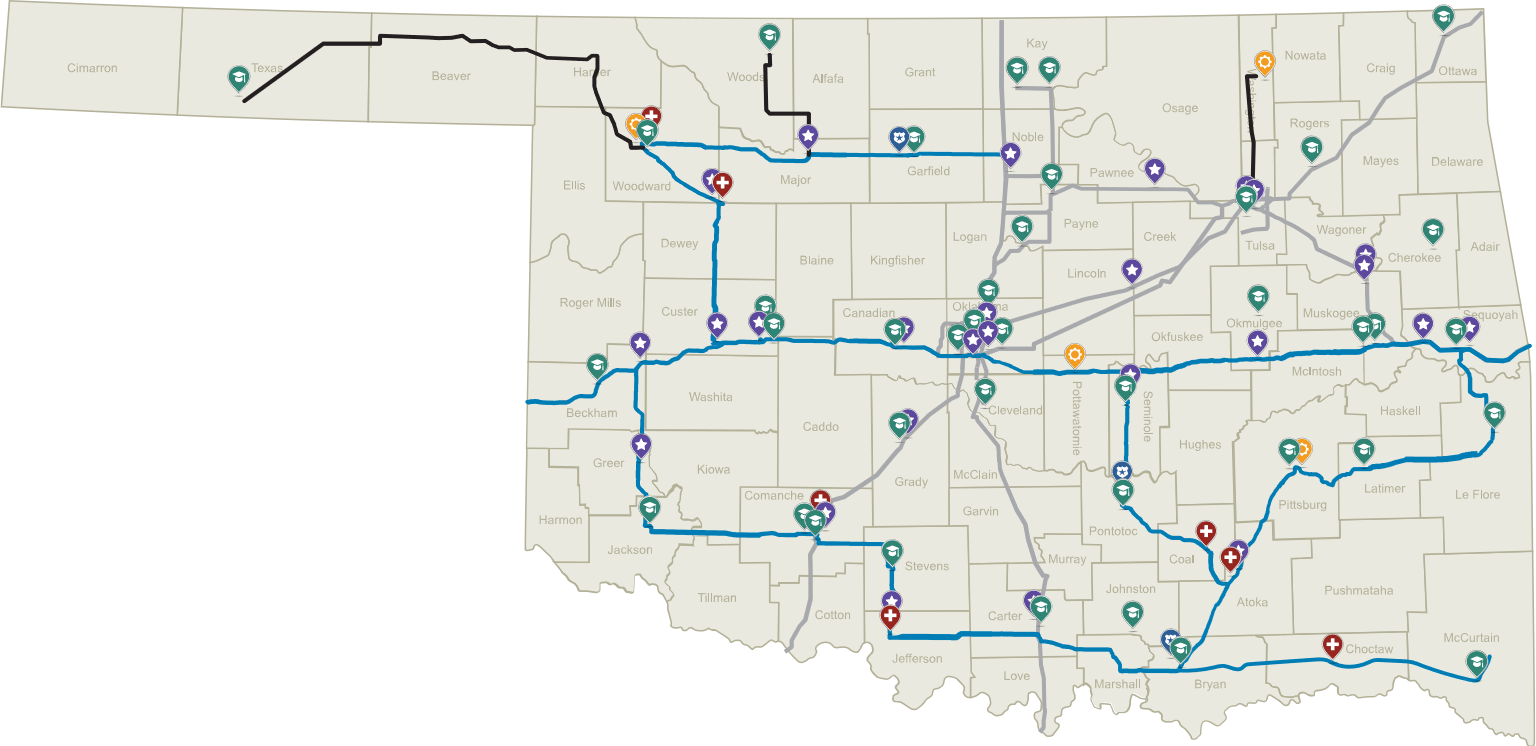 Cimarron
Texas
Beaver
Harper
Woods
Alfafa
Grant
Kay
Osage
Washington
Nowata
Craig
Ottawa
Rogers
Mayes
Delaware
Ellis
Woodward
Major
Garfield
Noble
Pawnee
Payne
Dewey
Blaine
Kingfisher
Logan
Creek
Tulsa
Wagoner
Cherokee
Adair
Lincoln
Roger Mills
Custer
Canadian
Oklahoma
Okfuskee
Okmulgee
Muskogee
Sequoyah
Beckham
Washita
Caddo
Cleveland
Pottawatomie
Seminole
Hughes
McIntosh
Haskell
Greer
Kiowa
Comanche
Grady
McClain
Garvin
Pontotoc
Pittsburg
Latimer
Le Flore
Harmon
Jackson
Tillman
Cotton
Stevens
Murray
Carter
Johnston
Coal
Atoka
Pushmataha
McCurtain
Jefferson
Love
Marshall
Bryan
Choctaw